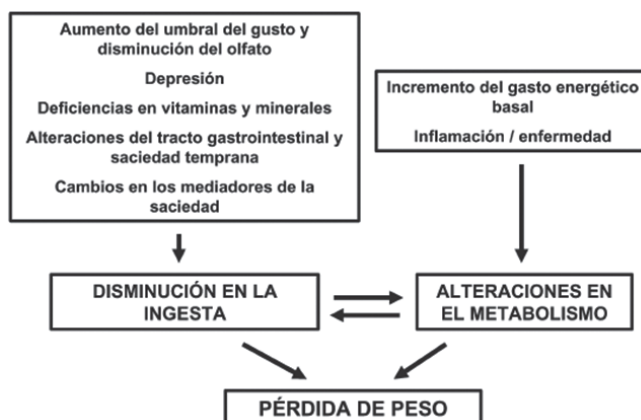 Aumento del umbral del gusto y
disminución del olfato
Depresión
Deficiencias en vitaminas y minerales
Alteraciones del tracto gastrointestinal y
sociedad temprana
Cambios en los mediadores de la
saciedad
Incremento del gasto energético
basal
Inflamación / enfermedad
DISMINUCIÓN EN LA
INGESTA
ALTERACIONES EN
EL METABOLISMO
PÉRDIDA DE PESO